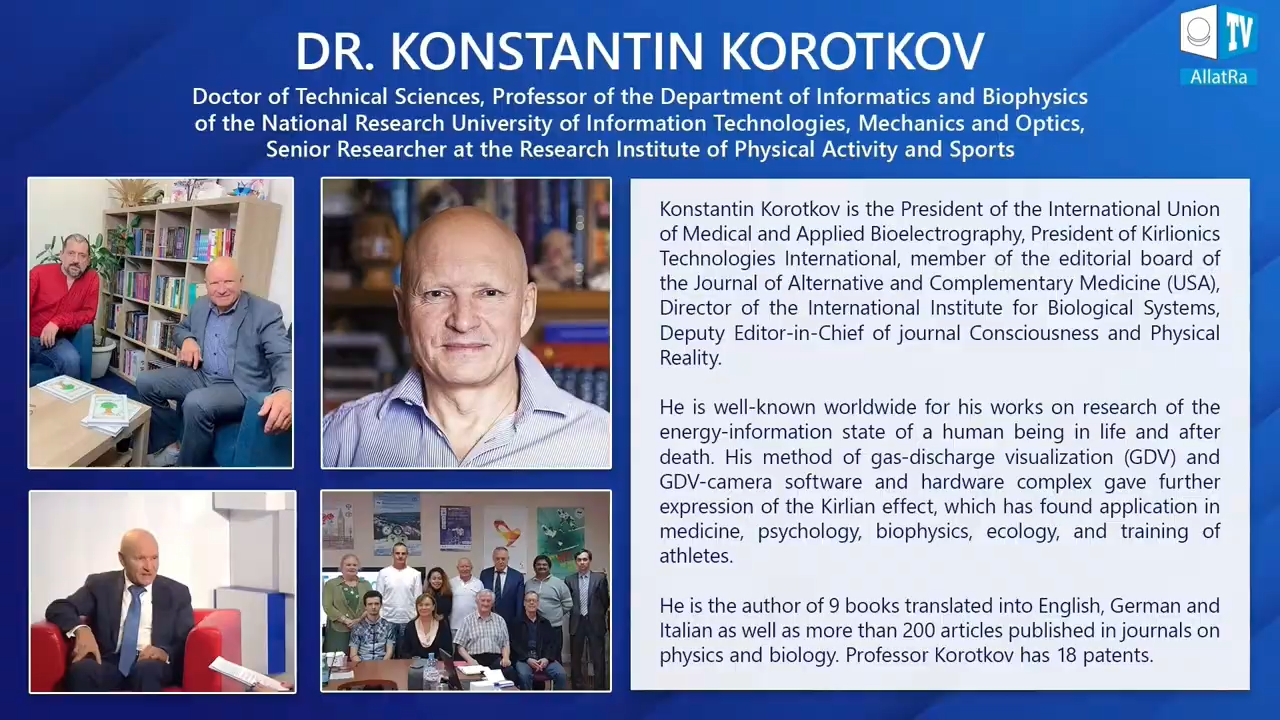 DR. KONSTANTIN KOROTKOV
TV
AllatRa
Doctor of Technical Sciences, Professor of the Department of Informatics and Biophysics
of the National Research University of Information Technologies, Mechanics and Optics,
Senior Researcher at the Research Institute of Physical Activity and Sports
Konstantin Korotkov is the President of the International Union
of Medical and Applied Bioelectrography, President of Kirlionics
Technologies International, member of the editorial board of
the Journal of Alternative and Complementary Medicine (USA),
Director of the International Institute for Biological Systems,
Deputy Editor-in-Chief of journal Consciousness and Physical
Reality.
He is well-known worldwide for his works on research of the
energy-information state of a human being in life and after
death. His method of gas-discharge visualization (GDV) and
GDV-camera software and hardware complex gave further
expression of the Kirlian effect, which has found application in
medicine, psychology, biophysics, ecology, and training of
athletes.
He is the author of 9 books translated into English, German and
Italian as well as more than 200 articles published in journals on
physics and biology. Professor Korotkov has 18 patents.